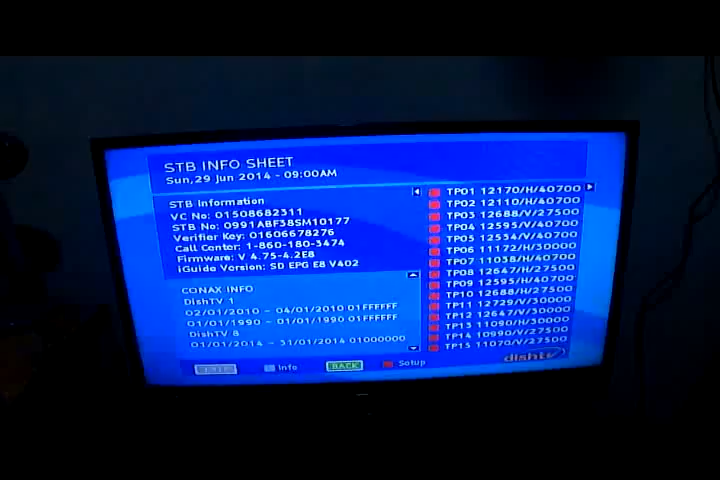 STB INFO SHEET
Sun,29 Jun 2014 - 09:00AM
STB Information
VC No: 01508682311
STB No: 0991ABF38SM10177
Verifier Key: 01606678276
Call Center: 1-860-180-3474
Firmware: V 4.75-4.2E8
iGuide Version: SD EPG E8 V402
CONAX INFO
DishTV 1
02/01/2010 - 04/01/2010 01FFFFFF
01/01/1990 - 01/01/1990 01FFFFFF
DishTV 8
01/01/2014 - 31/01/2014 01000000
TP01 12170/H/40700
TP02 12110/H/40700
TP03 12688/V/27500
TP04 12595/V/40700
TP05 12534/V/40700
TP06 11172/H/30000
TP07 11038/H/40700
TP08 12647/H/27500
TP09 12595/H/40700
TP10 12688/H/27500
TP11 12729/V/30000
TP12 12647/V/30000
TP13 11090/H/30000
TP14 10990/V/27500
TP15 11070/V/27500
Info
BACK
Setup
dishtv